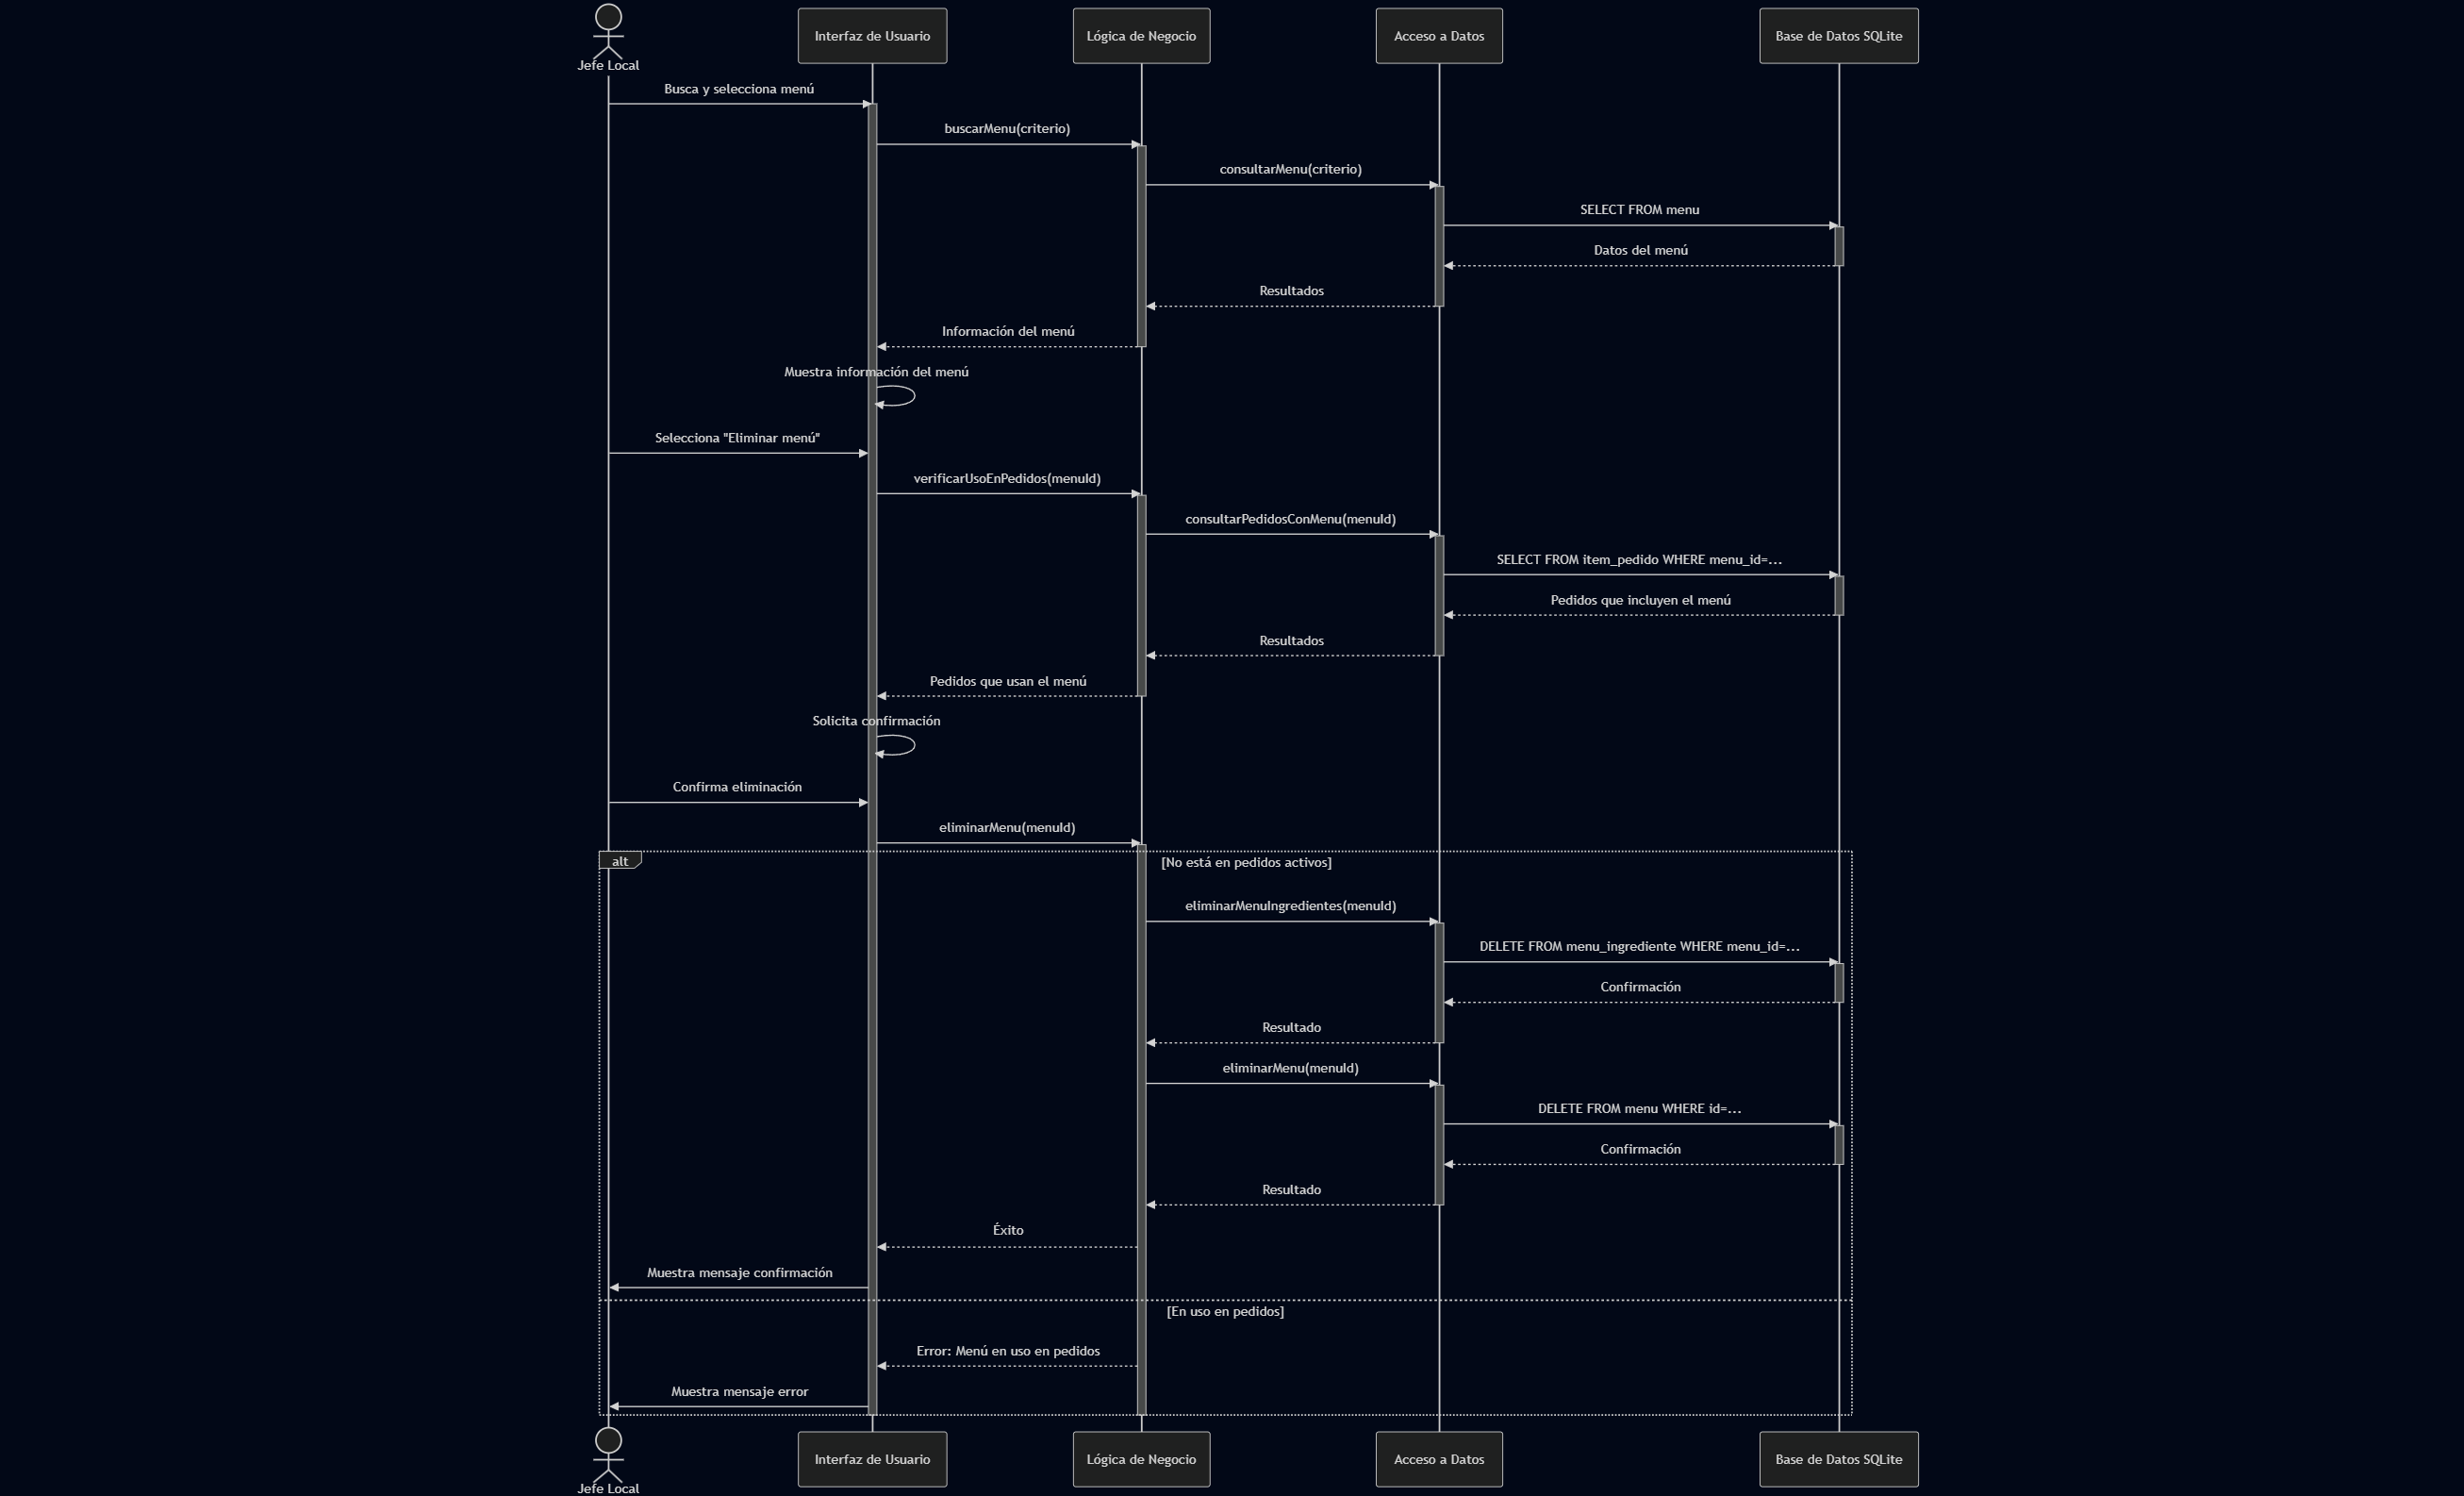 Jefe Local
Interfaz de Usuario
Lógica de Negocio
Acceso a Datos
Base de Datos SQLite
Busca y selecciona menú
buscarMenu(criterio)
consultarMenu(criterio)
SELECT FROM menu
Datos del menú
Resultados
Información del menú
Muestra información del menú
Selecciona "Eliminar menú"
verificarUsoEnPedidos(menuId)
consultarPedidosConMenu(menuId)
SELECT FROM item_pedido WHERE menu_id=...
Pedidos que incluyen el menú
Resultados
Pedidos que usan el menú
Solicita confirmación
Confirma eliminación
eliminarMenu(menuId)
alt
[No está en pedidos activos]
eliminarMenuIngredientes(menuId)
DELETE FROM menu_ingrediente WHERE menu_id=...
Confirmación
Resultado
eliminarMenu(menuId)
DELETE FROM menu WHERE id=...
Confirmación
Resultado
Éxito
Muestra mensaje confirmación
[En uso en pedidos]
Error: Menú en uso en pedidos
Muestra mensaje error
Interfaz de Usuario
Lógica de Negocio
Acceso a Datos
Base de Datos SQLite
Jefe Local